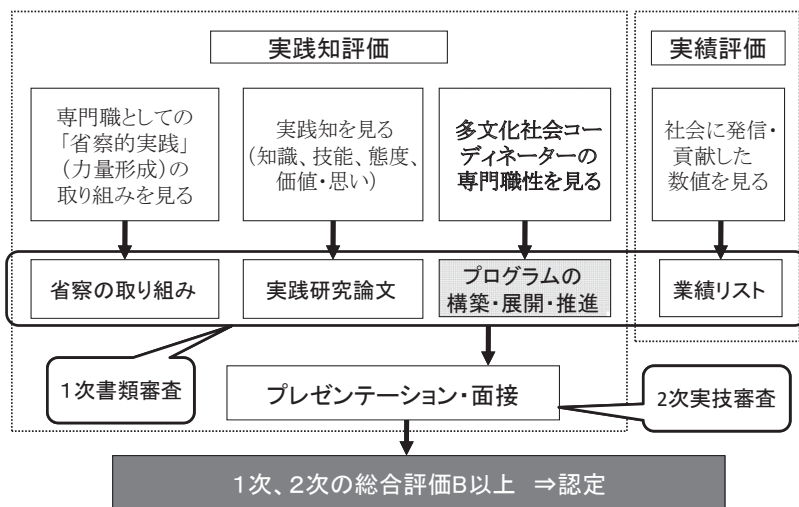 実践知評価
実績評価
専門職としての
「省察的実践」
(力量形成)の
取り組みを見る
実践知を見る
(知識、技能、態度、
価値・思い)
多文化社会コー
ディネーターの
専門職性を見る
社会に発信・
貢献した
数値を見る
省察の取り組み
実践研究論文
プログラムの
構築・展開・推進
業績リスト
1次書類審査
プレゼンテーション・面接
2次実技審査
1次、2次の総合評価B以上 ⇒認定